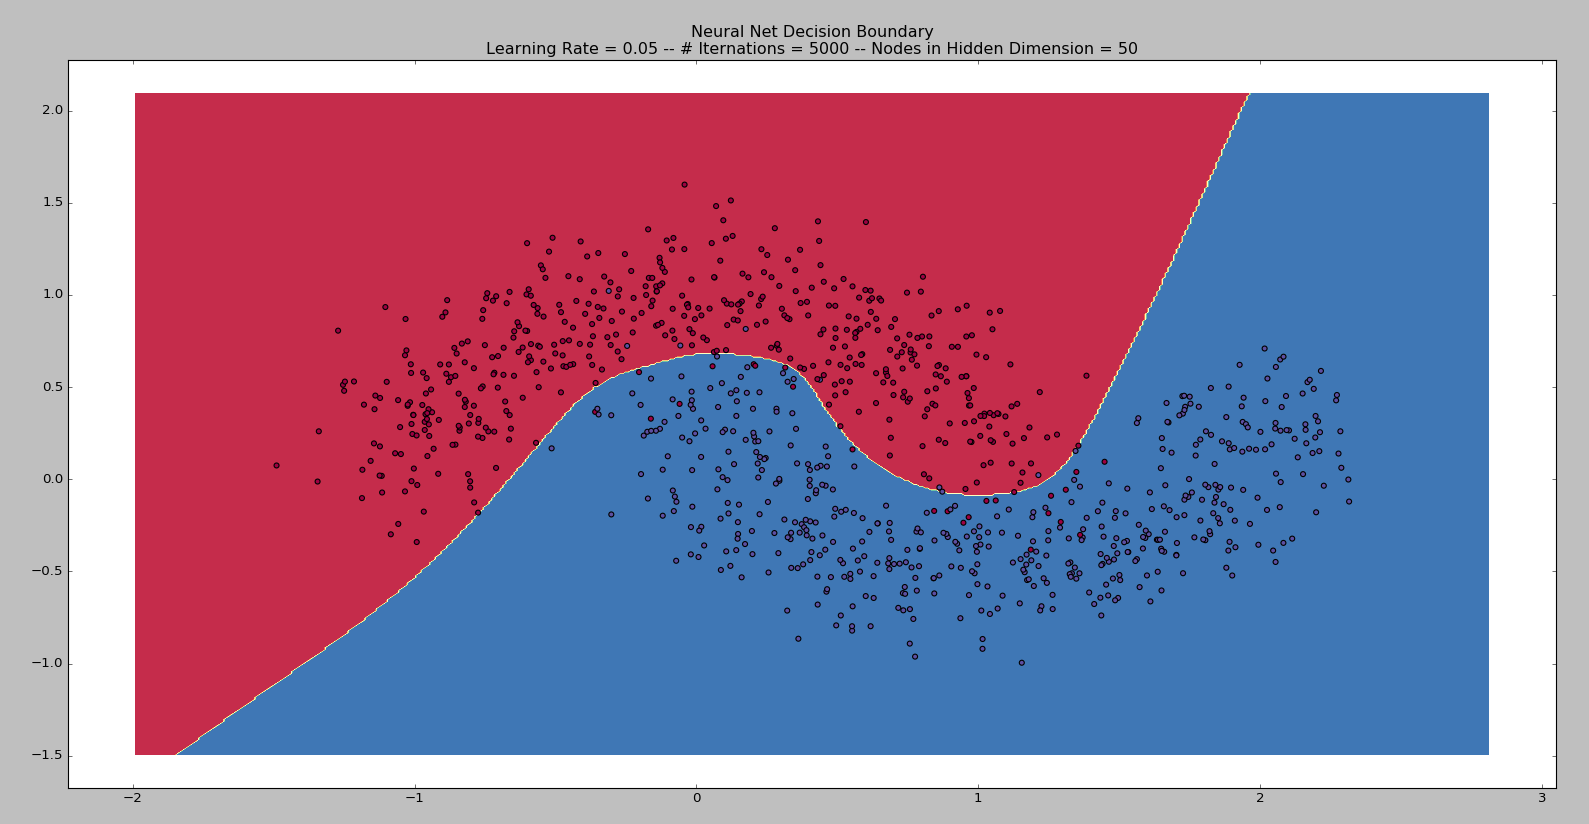 Neural Net Decision Boundary
Learning Rate = 0.05 -- # Iternations = 5000 -- Nodes in Hidden Dimension = 50
2.0
1.5
1.0
0.5
0.0
−0.5
−1.0
−1.5
−2 −1 0 1 2 3